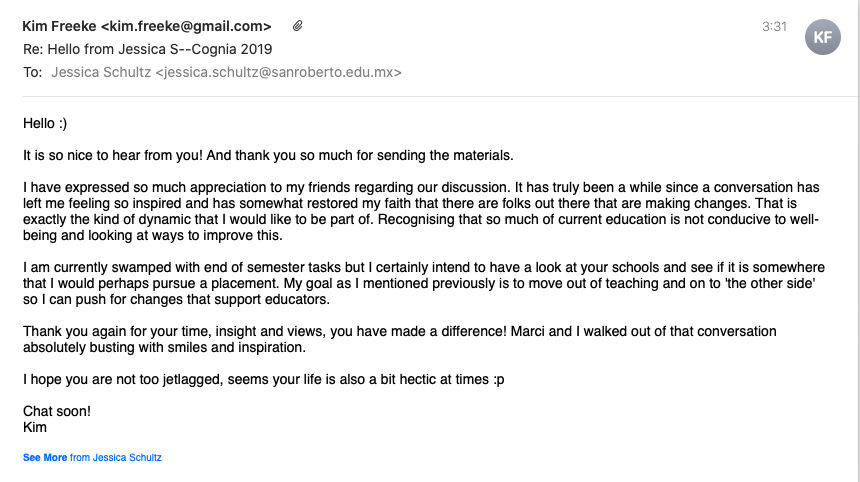 Kim Freeke <kim.freeke@gmail.com>
3:31
KF
Re: Hello from Jessica S--Cognia 2019
To: Jessica Schultz <jessica.schultz@sanroberto.edu.mx>
Hello :)
It is so nice to hear from you! And thank you so much for sending the materials.
I have expressed so much appreciation to my friends regarding our discussion. It has truly been a while since a conversation has
left me feeling so inspired and has somewhat restored my faith that there are folks out there that are making changes. That is
exactly the kind of dynamic that I would like to be part of. Recognising that so much of current education is not conducive to well-
being and looking at ways to improve this.
I am currently swamped with end of semester tasks but I certainly intend to have a look at your schools and see if it is somewhere
that I would perhaps pursue a placement. My goal as I mentioned previously is to move out of teaching and on to 'the other side'
so I can push for changes that support educators.
Thank you again for your time, insight and views, you have made a difference! Marci and I walked out of that conversation
absolutely busting with smiles and inspiration.
I hope you are not too jetlagged, seems your life is also a bit hectic at times :p
Chat soon!
Kim
See More from Jessica Schultz